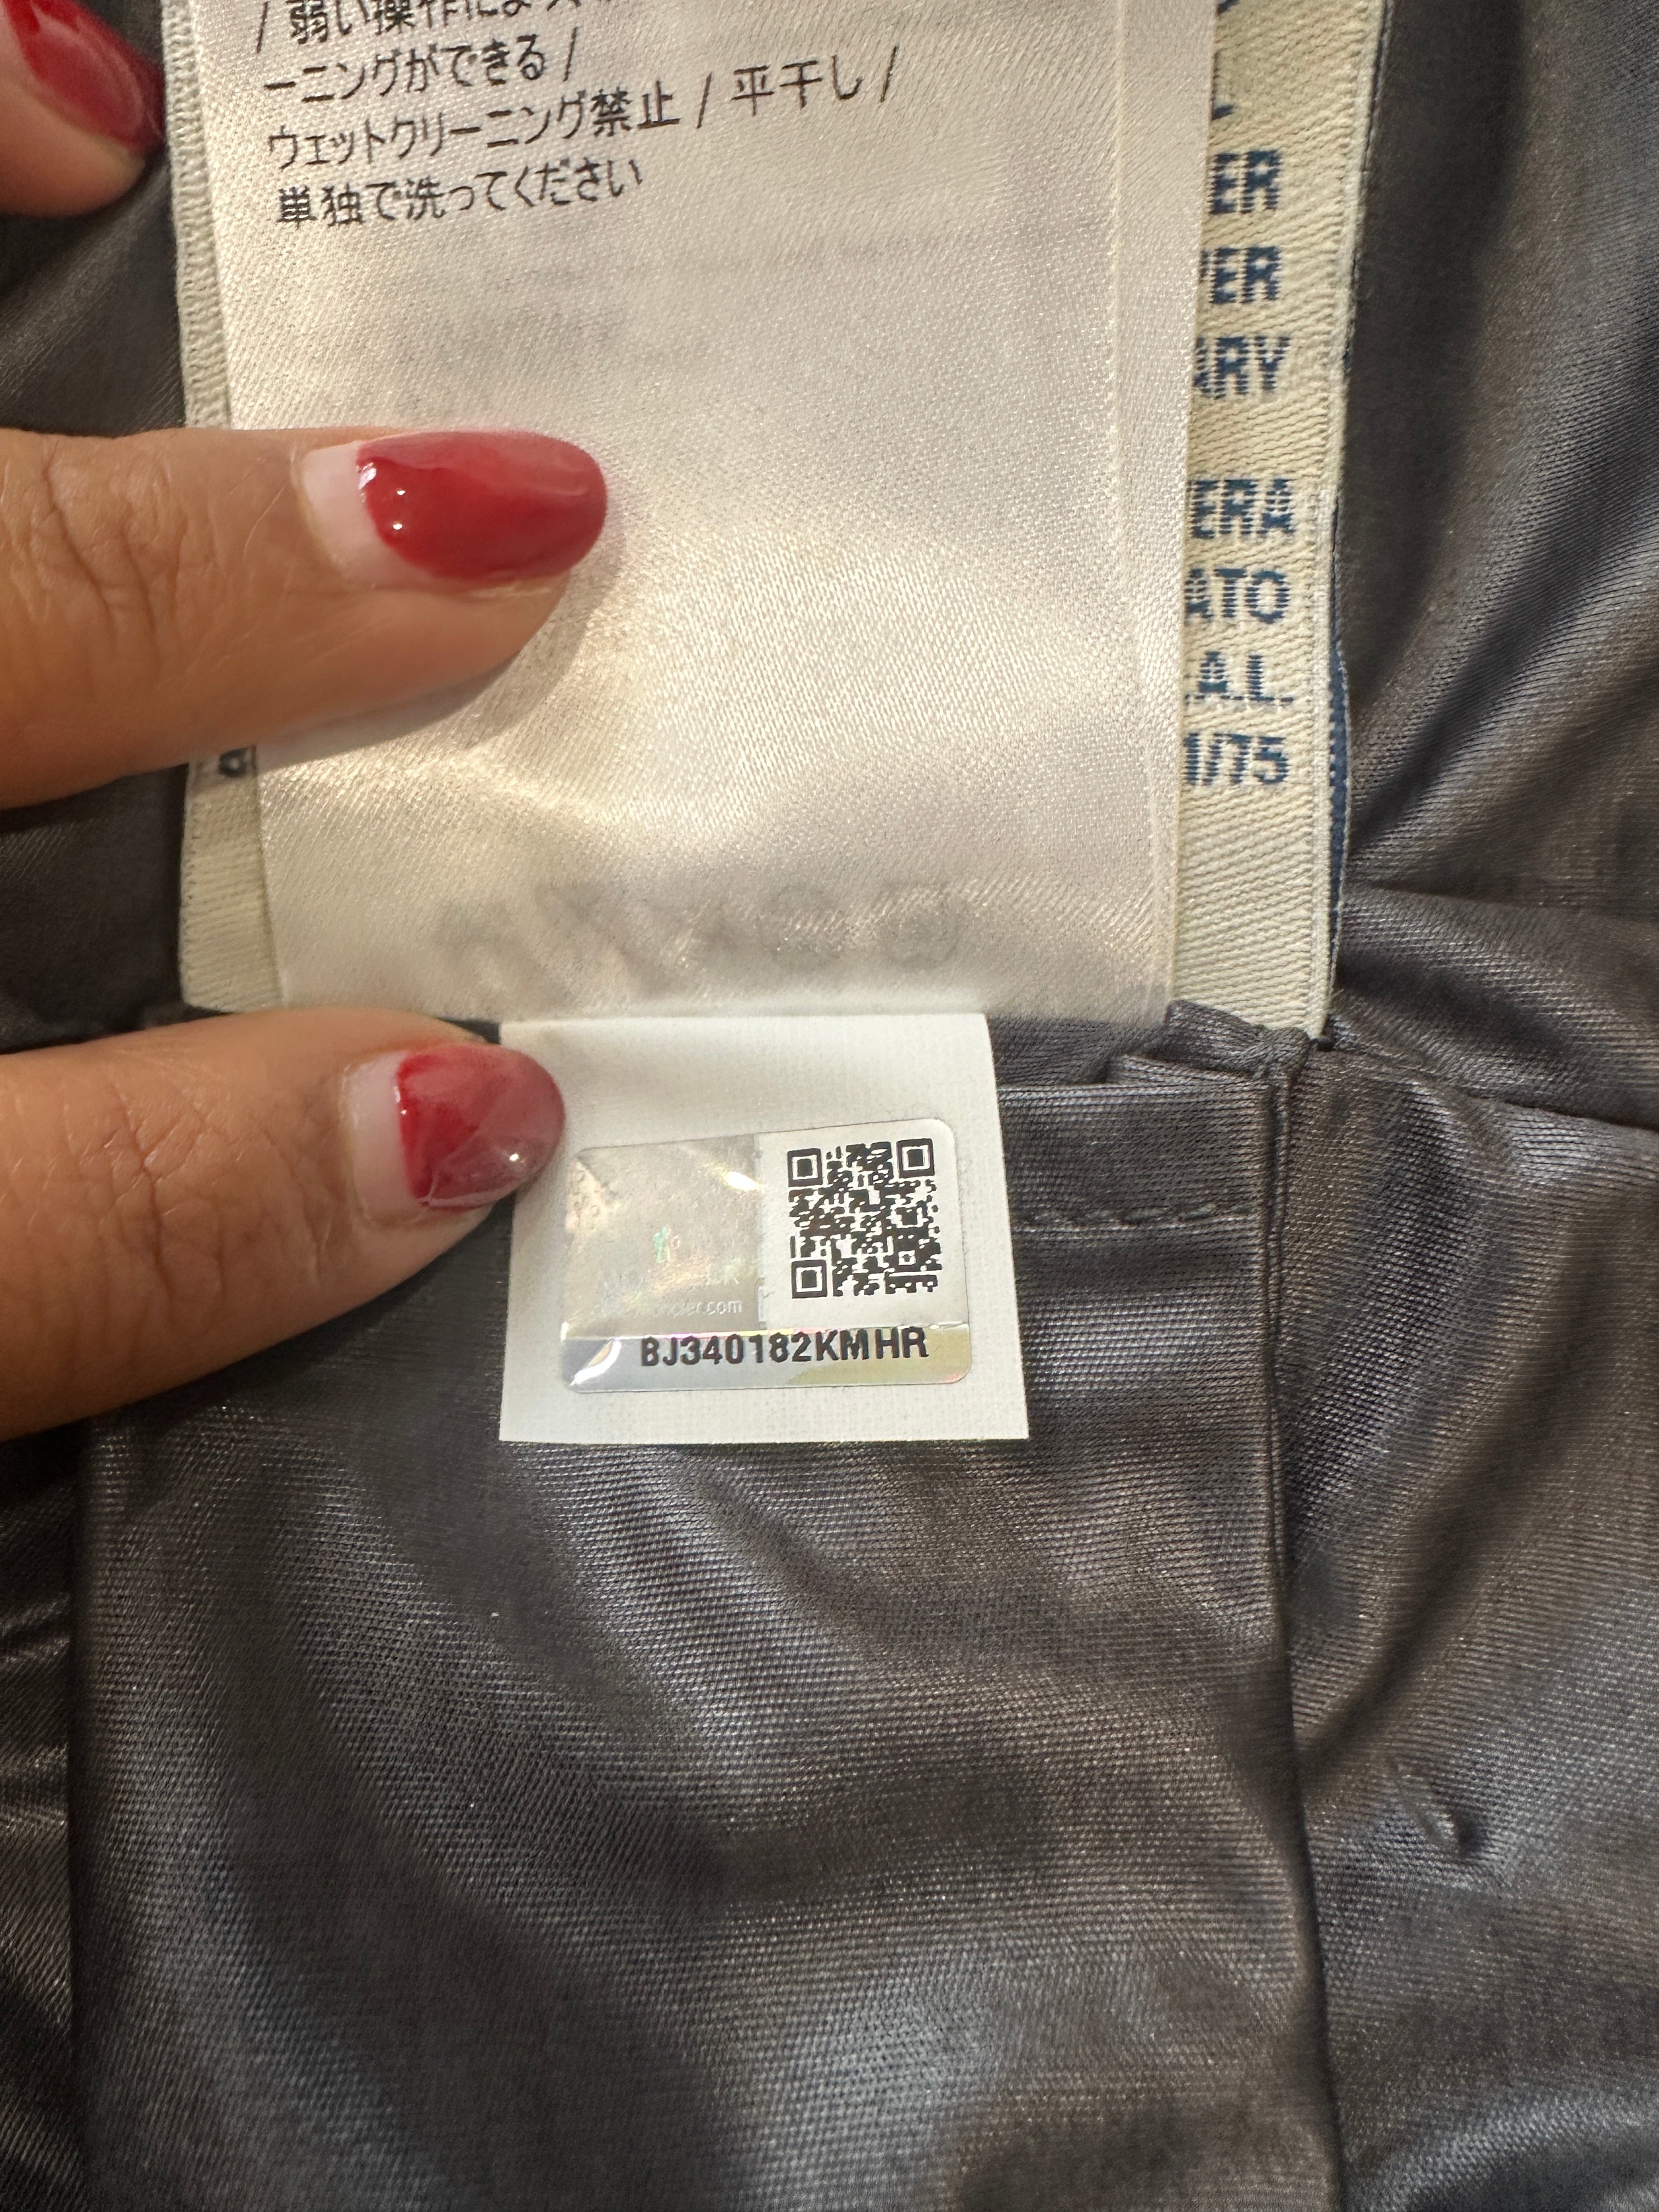 ーニングができる /
ウェットクリーニング禁止 / 平干し /
単独で洗ってください
ER
ARY
ERA
ATO
.A.L.
1/75
BJ340182KMHR